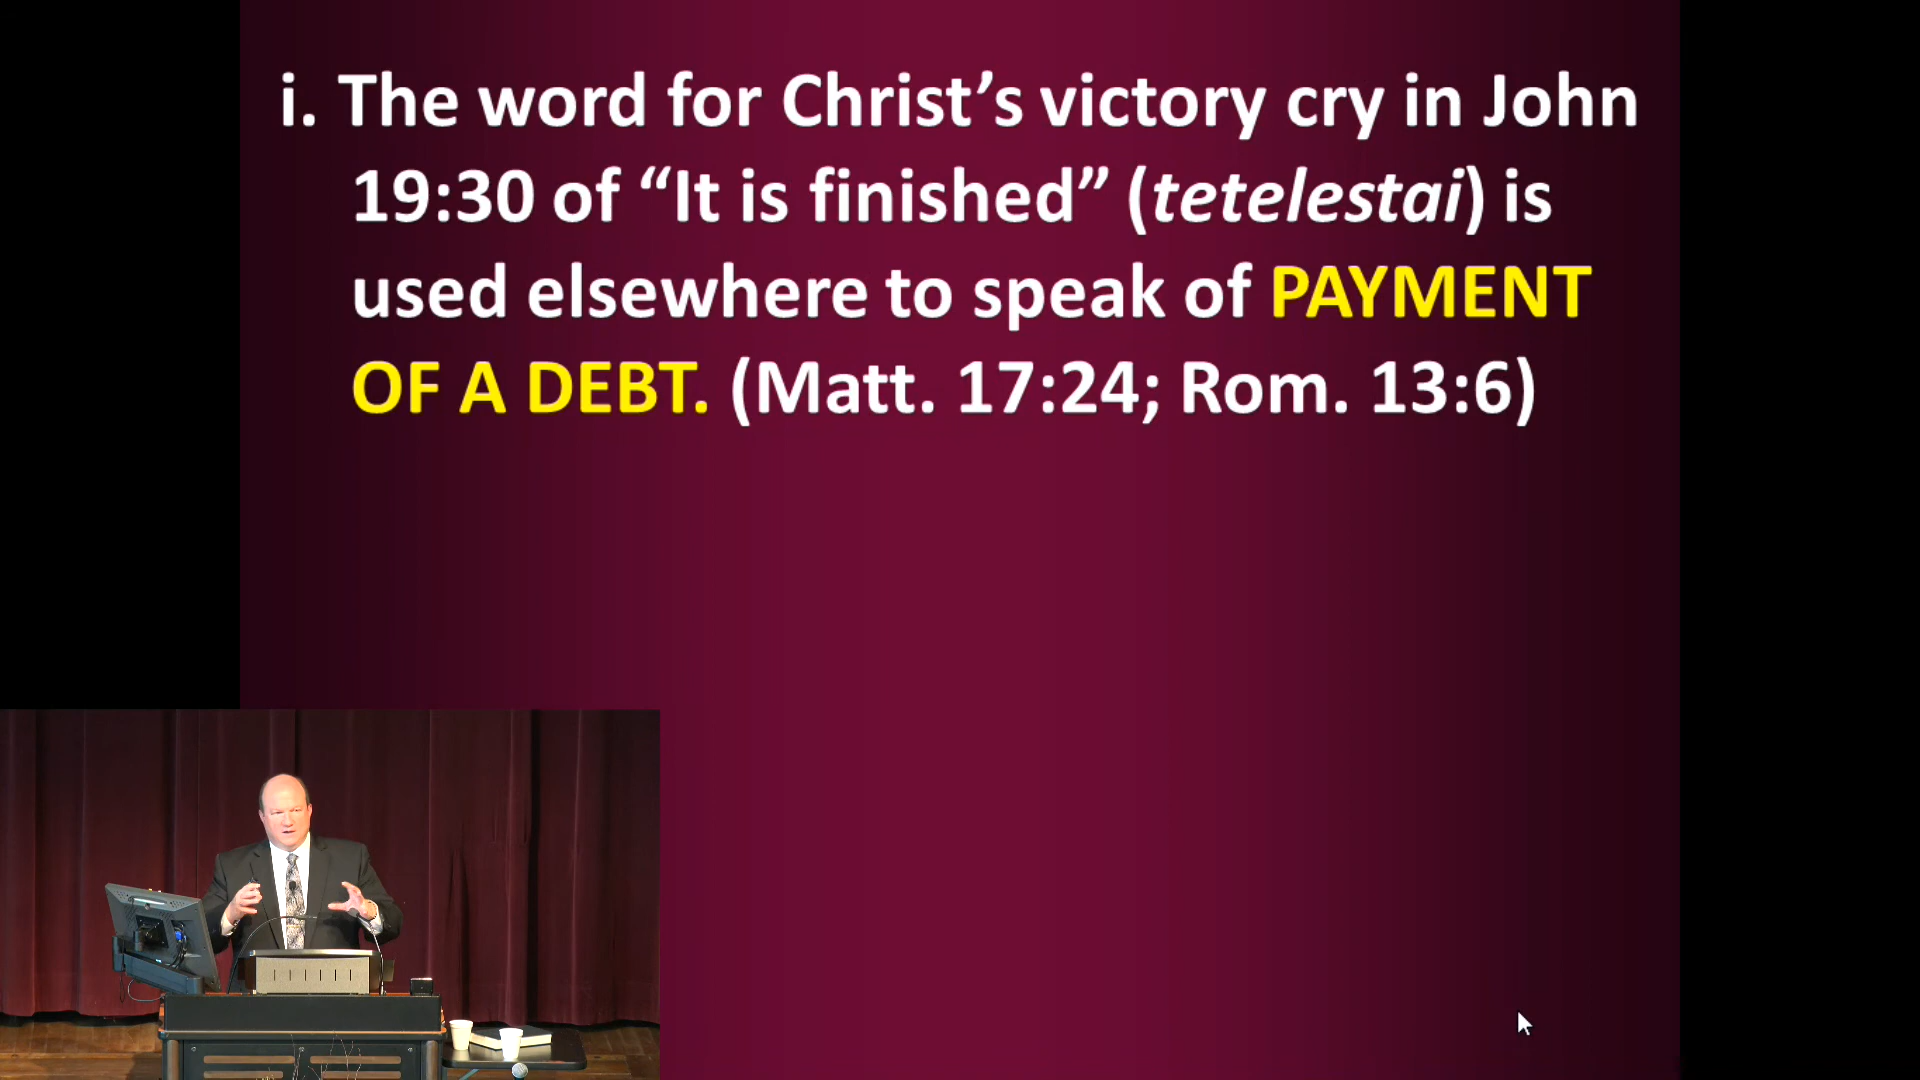 i. The word for Christ’s victory cry in John
19:30 of “It is finished” (tetelestai) is
used elsewhere to speak of PAYMENT
OF A DEBT. (Matt. 17:24; Rom. 13:6)